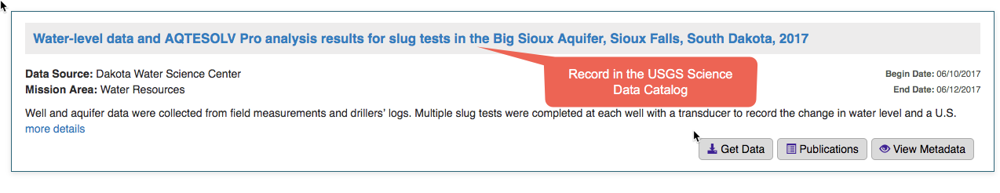 Water-level data and AQTESOLV Pro analysis results for slug tests in the Big Sioux Aquifer, Sioux Falls, South Dakota, 2017
Data Source: Dakota Water Science Center
Mission Area: Water Resources
Record in the USGS Science
Data Catalog
Begin Date: 06/10/2017
End Date: 06/12/2017
Well and aquifer data were collected from field measurements and drillers' logs. Multiple slug tests were completed at each well with a transducer to record the change in water level and a U.S.
more details
Get Data
Publications
View Metadata